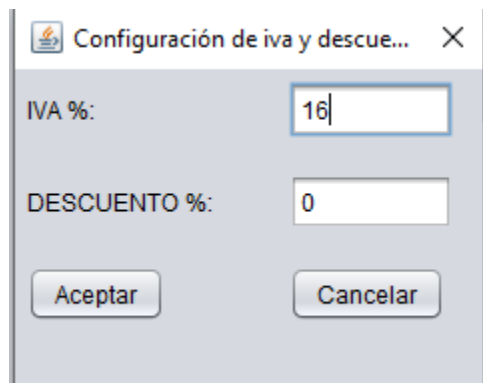 Configuración de iva y descue...
IVA %: 16
DESCUENTO %: 0
Aceptar Cancelar